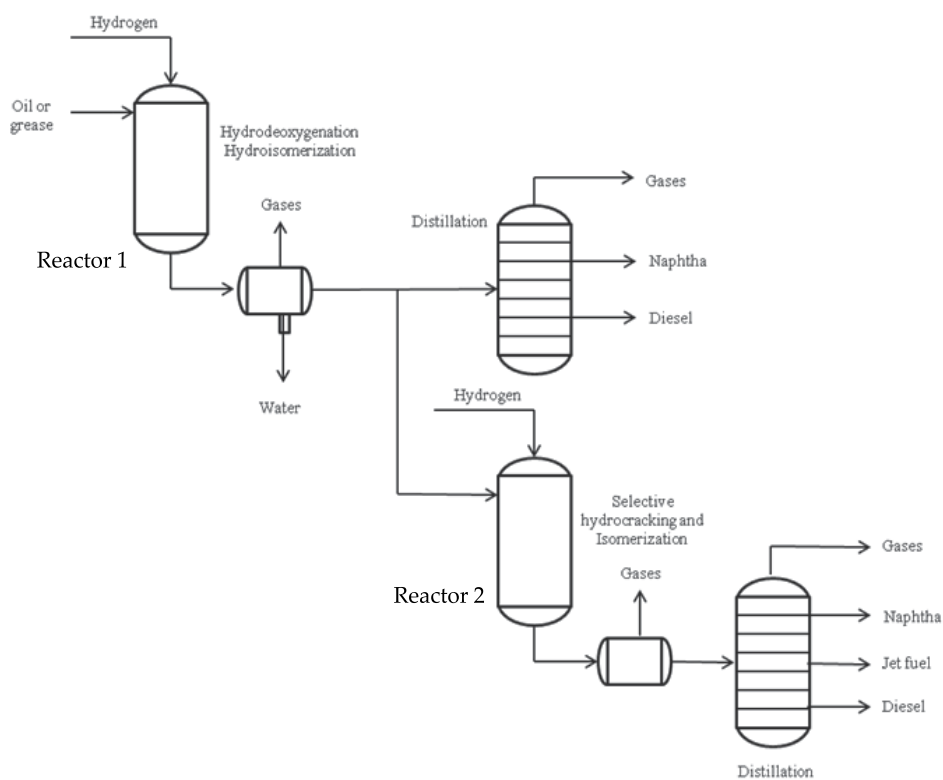 Hydrogen
Oil or
grease
Hydrodeoxygenation
Hydroisomerization
Reactor 1
Gases
Water
Distillation
Gases
Naphtha
Diesel
Hydrogen
Selective
hydrocracking and
Isomerization
Reactor 2
Gases
Gases
Naphtha
Jet fuel
Diesel
Distillation